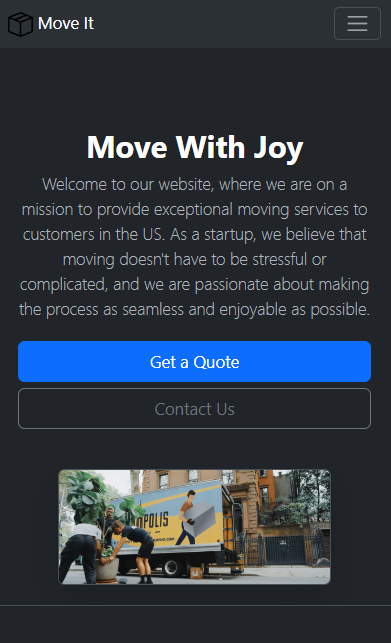 Move It
Move With Joy
Welcome to our website, where we are on a
mission to provide exceptional moving services to
customers in the US. As a startup, we believe that
moving doesn't have to be stressful or
complicated, and we are passionate about making
the process as seamless and enjoyable as possible.
Get a Quote
Contact Us
OPOLIS